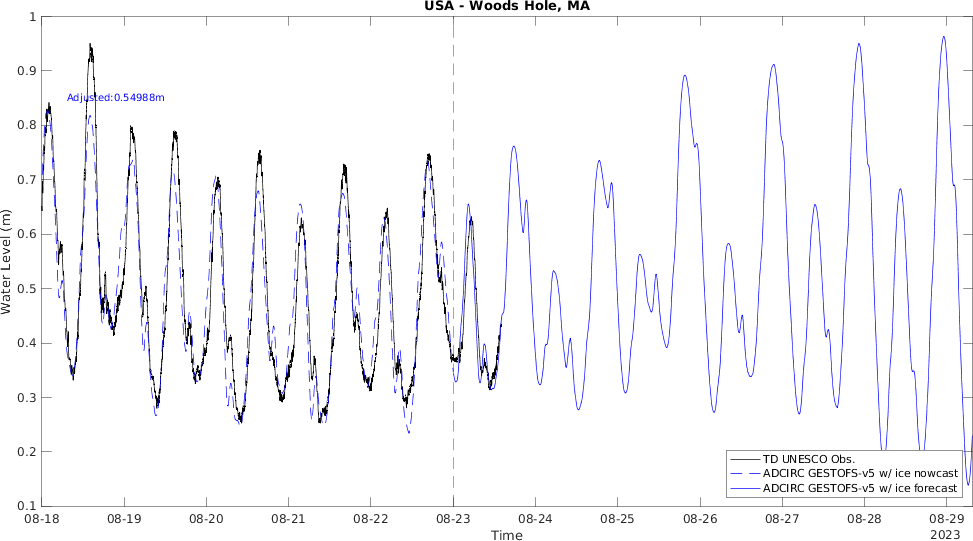 USA - Woods Hole, MA
Water Level (m)
1
0.9
0.8
0.7
0.6
0.5
0.4
0.3
0.2
0.1
Adjusted:0.54988m
TD UNESCO Obs.
ADCIRC GESTOFS-v5 w/ ice nowcast
ADCIRC GESTOFS-v5 w/ ice forecast
08-18 08-19 08-20 08-21 08-22 08-23 08-24 08-25 08-26 08-27 08-28 08-29
2023
Time